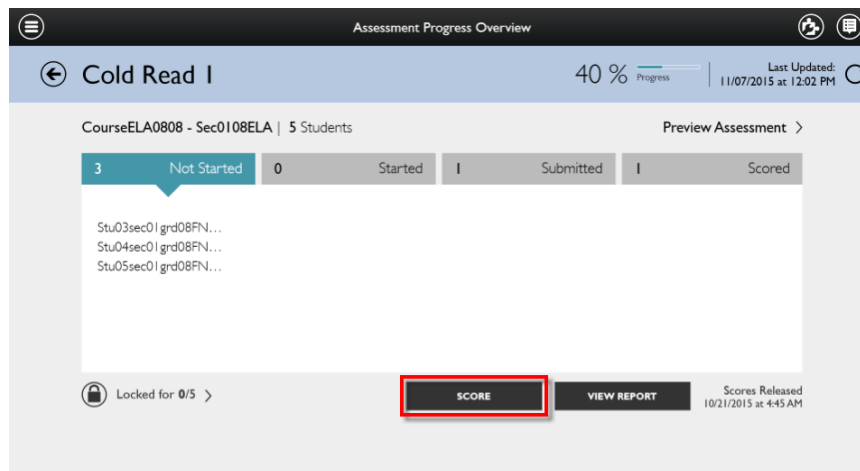 Assessment Progress Overview
Cold Read 1
40 % Progress
Last Updated:
11/07/2015 at 12:02 PM
CourseELA0808 - Sec0108ELA | 5 Students
Preview Assessment >
3 Not Started 0 Started 1 Submitted 1 Scored
Stu03sec01grd08FN...
Stu04sec01grd08FN...
Stu05sec01grd08FN...
Locked for 0/5 >
SCORE
VIEW REPORT
Scores Released
10/21/2015 at 4:45 AM